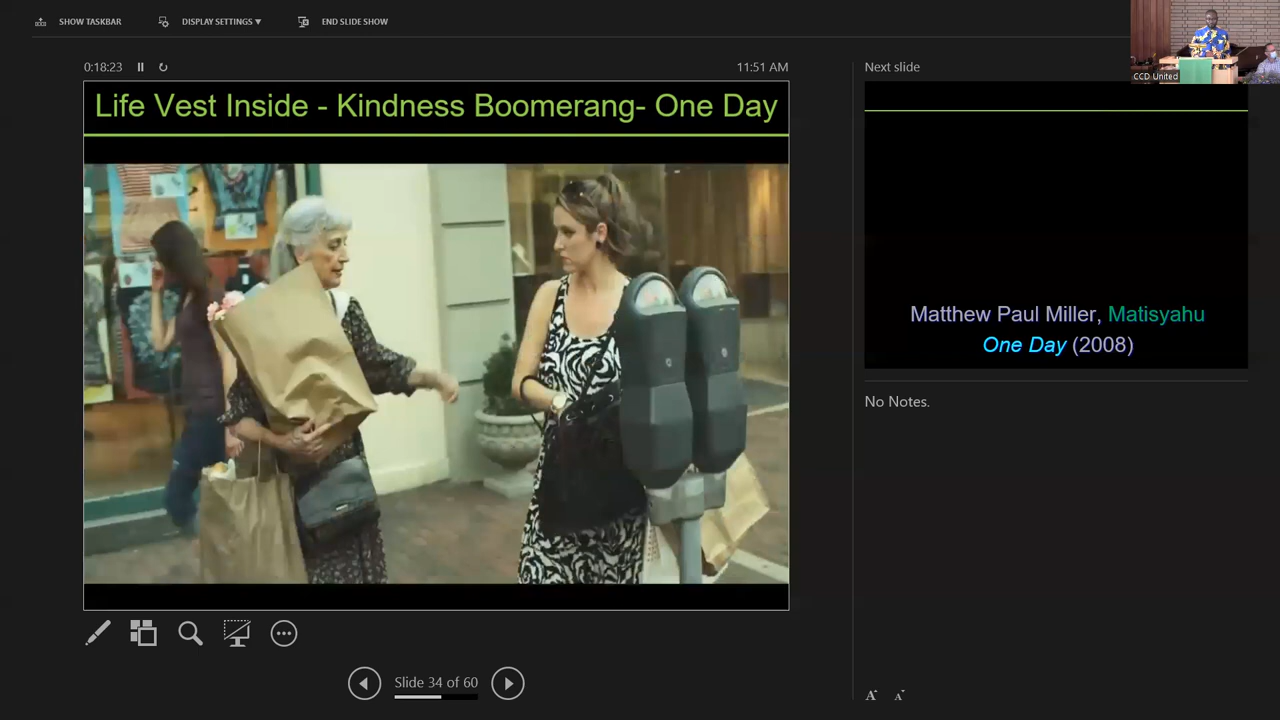 SHOW TASKBAR
DISPLAY SETTINGS ▾
END SLIDE SHOW
CCD United
0:18:23
11:51 AM
Next slide
Life Vest Inside - Kindness Boomerang- One Day
Matthew Paul Miller, Matisyahu
One Day (2008)
No Notes.
Slide 34 of 60
A
A